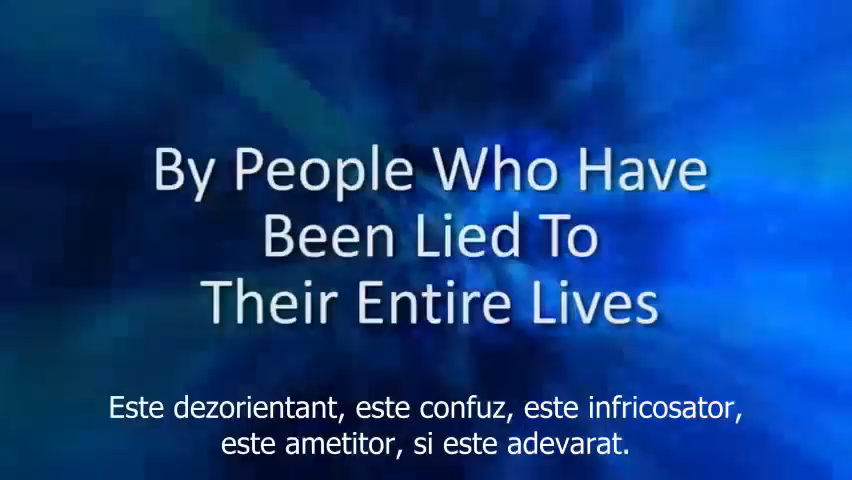 By People Who Have
Been Lied To
Their Entire Lives
Este dezorientant, este confuz, este infricosator,
este ametitor, si este adevarat.